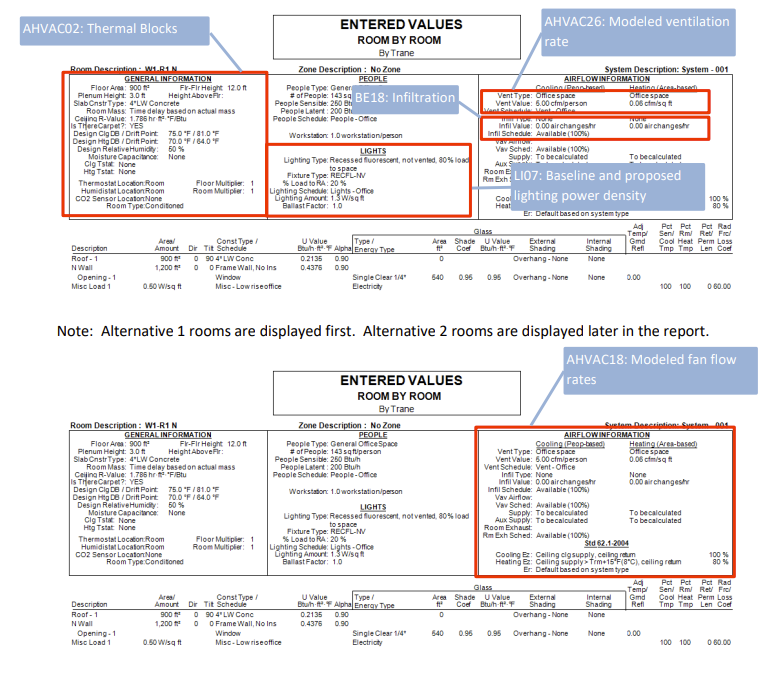 AHVAC02: Thermal Blocks
ENTERED VALUES
ROOM BY ROOM
By Trane
AHVAC26: Modeled ventilation
rate
Room Description : W1-R1 N
Zone Description : No Zone
System Description: System - 001
GENERAL INFORMATION
Floor Area: 900 ft² Flr-Flr Height 12.0 ft
Plenum Height: 3.0 ft Height Above Flr:
Slab Cnstr Type: 4" LW Concrete
Room Mass: Time delay based on actual mass
Ceiling R-Value: 1.786 hr·ft²·°F/Btu
Is There Carpet?: YES
Design Clg DB / Drift Point: 75.0 °F / 81.0 °F
Design Htg DB / Drift Point: 70.0 °F / 64.0 °F
Design Relative Humidity: 50 %
Moisture Capacitance: None
Clg Tstat: None
Htg Tstat: None
Thermostat Location: Room Floor Multiplier: 1
Humidistat Location: Room Room Multiplier: 1
CO2 Sensor Location: None
Room Type: Conditioned
PEOPLE
People Type: General
# of People: 143 sq
People Sensible: 250 Bt
People Latent : 200 B
People Schedule: People - Office
BE18: Infiltration
Workstation: 1.0 workstation/person
LIGHTS
Lighting Type: Recessed fluorescent, not vented, 80% load
to space
Fixture Type: RECFL-NV
% Load to RA: 20 %
Lighting Schedule: Lights - Office
Lighting Amount: 1.3 W/sq ft
Ballast Factor: 1.0
AIRFLOW INFORMATION
Cooling (Peop-based) Heating (Area-based)
Vent Type: Office space Office space
Vent Value: 5.00 cfm/person 0.06 cfm/sq ft
Vent Schedule: Vent - Office
Infil Type: None None
Infil Value: 0.00 air changes/hr 0.00 air changes/hr
Infil Schedule: Available (100%)
Vav Airflow:
Vav Sched: Available (100%)
Supply: To be calculated To be calculated
Aux S To be calculated
Room E
Rm Exh S
LI07: Baseline and proposed
lighting power density
Cool 100 %
Heat 80 %
Er: Default based on system type
Glass
Adj Pct Pct Pct Rad
Temp/ Sen/ Rm/ Ret/ Frc/
Area/ Const Type / U Value Type / Area Shade U Value External Internal Grnd Cool Heat Perm Loss
Description Amount Dir Tilt Schedule Btu/h·ft²·°F Alpha Energy Type ft² Coef Btu/h·ft²·°F Shading Shading Refl Tmp Tmp Len Coef
Roof - 1 900 ft² 0 90 4" LW Conc 0.2135 0.90 0 Overhang - None None
N Wall 1,200 ft² 0 0 Frame Wall, No Ins 0.4376 0.90
Opening - 1 Window Single Clear 1/4" 540 0.95 0.95 Overhang - None None 0.00
Misc Load 1 0.50 W/sq ft Misc - Low rise office Electricity 100 100 0 60.00
Note: Alternative 1 rooms are displayed first. Alternative 2 rooms are displayed later in the report.
AHVAC18: Modeled fan flow
rates
ENTERED VALUES
ROOM BY ROOM
By Trane
Room Description : W1-R1 N
Zone Description : No Zone
System Description: System - 001
GENERAL INFORMATION
Floor Area: 900 ft² Flr-Flr Height 12.0 ft
Plenum Height: 3.0 ft Height Above Flr:
Slab Cnstr Type: 4" LW Concrete
Room Mass: Time delay based on actual mass
Ceiling R-Value: 1.786 hr·ft²·°F/Btu
Is There Carpet?: YES
Design Clg DB / Drift Point: 75.0 °F / 81.0 °F
Design Htg DB / Drift Point: 70.0 °F / 64.0 °F
Design Relative Humidity: 50 %
Moisture Capacitance: None
Clg Tstat: None
Htg Tstat: None
Thermostat Location: Room Floor Multiplier: 1
Humidistat Location: Room Room Multiplier: 1
CO2 Sensor Location: None
Room Type: Conditioned
PEOPLE
People Type: General Office Space
# of People: 143 sq ft/person
People Sensible: 250 Btu/h
People Latent : 200 Btu/h
People Schedule: People - Office
Workstation: 1.0 workstation/person
LIGHTS
Lighting Type: Recessed fluorescent, not vented, 80% load
to space
Fixture Type: RECFL-NV
% Load to RA: 20 %
Lighting Schedule: Lights - Office
Lighting Amount: 1.3 W/sq ft
Ballast Factor: 1.0
AIRFLOW INFORMATION
Cooling (Peop-based) Heating (Area-based)
Vent Type: Office space Office space
Vent Value: 5.00 cfm/person 0.06 cfm/sq ft
Vent Schedule: Vent - Office
Infil Type: None None
Infil Value: 0.00 air changes/hr 0.00 air changes/hr
Infil Schedule: Available (100%)
Vav Airflow:
Vav Sched: Available (100%)
Supply: To be calculated To be calculated
Aux Supply: To be calculated To be calculated
Room Exhaust:
Rm Exh Sched: Available (100%)
Std 62.1-2004
Cooling Ez: Ceiling clg supply, ceiling return 100 %
Heating Ez: Ceiling supply > Trm+15°F(8°C), ceiling return 80 %
Er: Default based on system type
Glass
Adj Pct Pct Pct Rad
Temp/ Sen/ Rm/ Ret/ Frc/
Area/ Const Type / U Value Type / Area Shade U Value External Internal Grnd Cool Heat Perm Loss
Description Amount Dir Tilt Schedule Btu/h·ft²·°F Alpha Energy Type ft² Coef Btu/h·ft²·°F Shading Shading Refl Tmp Tmp Len Coef
Roof - 1 900 ft² 0 90 4" LW Conc 0.2135 0.90 0 Overhang - None None
N Wall 1,200 ft² 0 0 Frame Wall, No Ins 0.4376 0.90
Opening - 1 Window Single Clear 1/4" 540 0.95 0.95 Overhang - None None 0.00
Misc Load 1 0.50 W/sq ft Misc - Low rise office Electricity 100 100 0 60.00